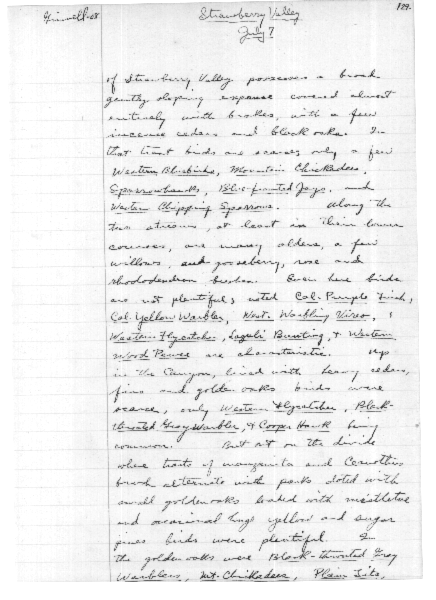 Grinnell-08
Strawberry Valley
129.
July 7
of Strawberry Valley possesses a broad
gently sloping expanse covered almost
entirely with brakes, with a few
incense cedars and black oaks. In
that tract birds are scarce; only a few
Western Bluebirds, Mountain Chickadees,
Sparrowhawks, Blue-fronted Jays, and
Western Chipping Sparrows. Along the
two streams, at least in their lower
courses, are many alders, a few
willows, and gooseberry, rose and
rhododendron bushes. Even here birds
are not plentiful; noted Cal. Purple Finch,
Cal. Yellow Warbler, West. Warbling Vireo,
Western Flycatcher, Lazuli Bunting, & Western
Wood Pewee are characteristic. Up
in the Canyon, lined with heavy cedars,
firs and golden oaks birds were
scarce, only Western Flycatcher, Black-
throated Gray Warbler, & Cooper Hawk being
common. But out on the divide
where tracts of manzanita and Ceanothus
brush alternate with parks dotted with
small goldenoaks loaded with mistletoe
and occasional huge yellow and sugar
pines birds were plentiful. In
the goldenoaks were Black-throated Gray
Warblers, Mt. Chickadees, Plain Tits,